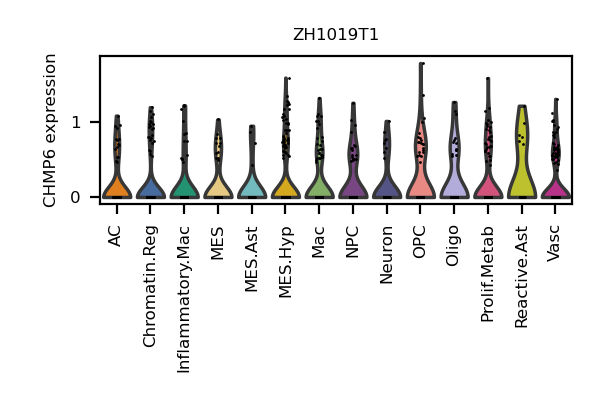 ZH1019T1
CHMP6 expression
1
0
AC
Chromatin.Reg
Inflammatory.Mac
MES
MES.Ast
MES.Hyp
Mac
NPC
Neuron
OPC
Oligo
Prolif.Metab
Reactive.Ast
Vasc